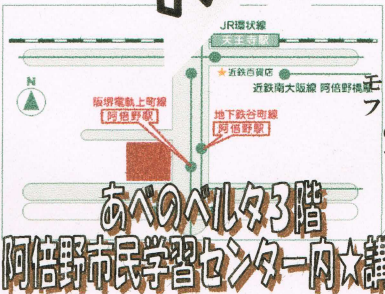 JR環状線
天王寺駅
★近鉄百貨店
近鉄南大阪線 阿倍野橋駅
モ
フ
N
阪堺電軌上町線
阿倍野駅
地下鉄谷町線
阿倍野駅
あべのベルタ3階
阿倍野市民学習センター内☆講